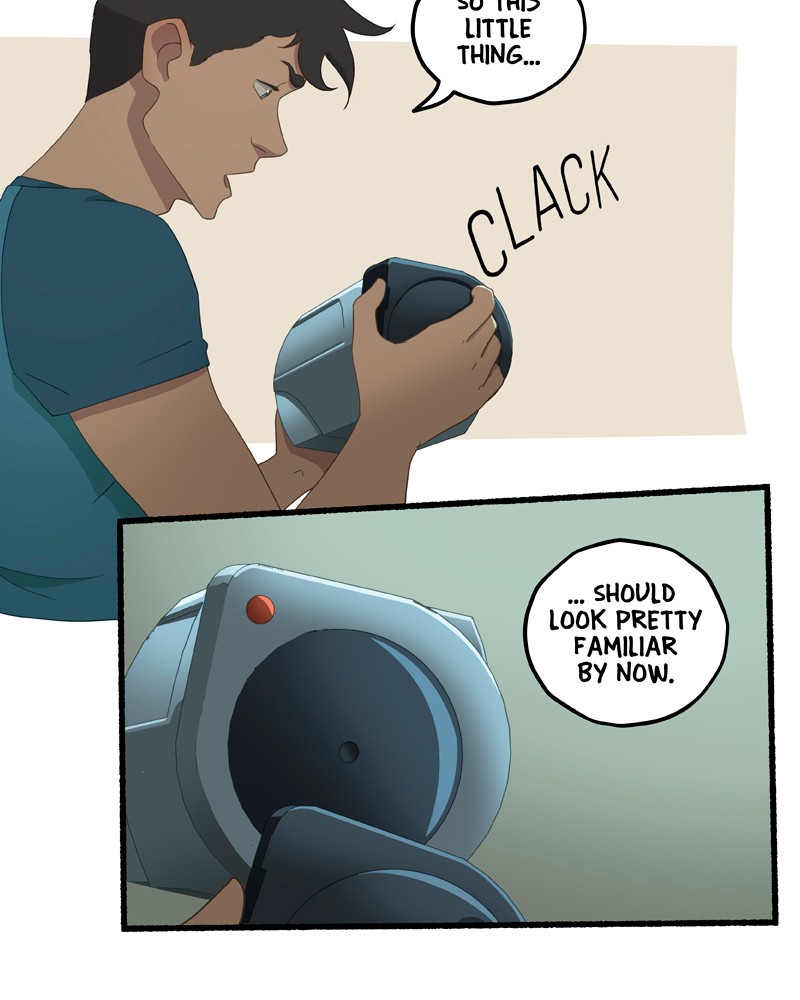 SO THIS
LITTLE
THING...
CLACK
... SHOULD
LOOK PRETTY
FAMILIAR
BY NOW.